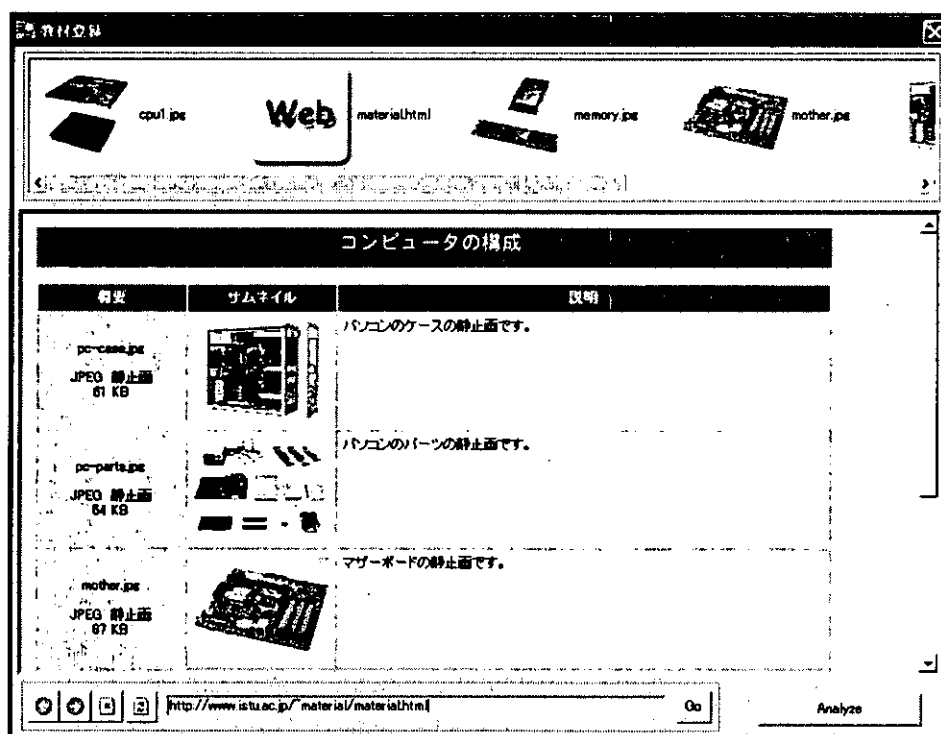 教材登録
cpu1.jpg
Web
material.html
memory.jpg
mother.jpg
コンピュータの構成
概要 サムネイル 説明
pc-case.jpg
JPEG 静止画
61 KB
パソコンのケースの静止画です。
pc-parts.jpg
JPEG 静止画
64 KB
パソコンのパーツの静止画です。
mother.jpg
JPEG 静止画
67 KB
マザーボードの静止画です。
http://www.istu.ac.jp/~material/material.html
Go
Analyze